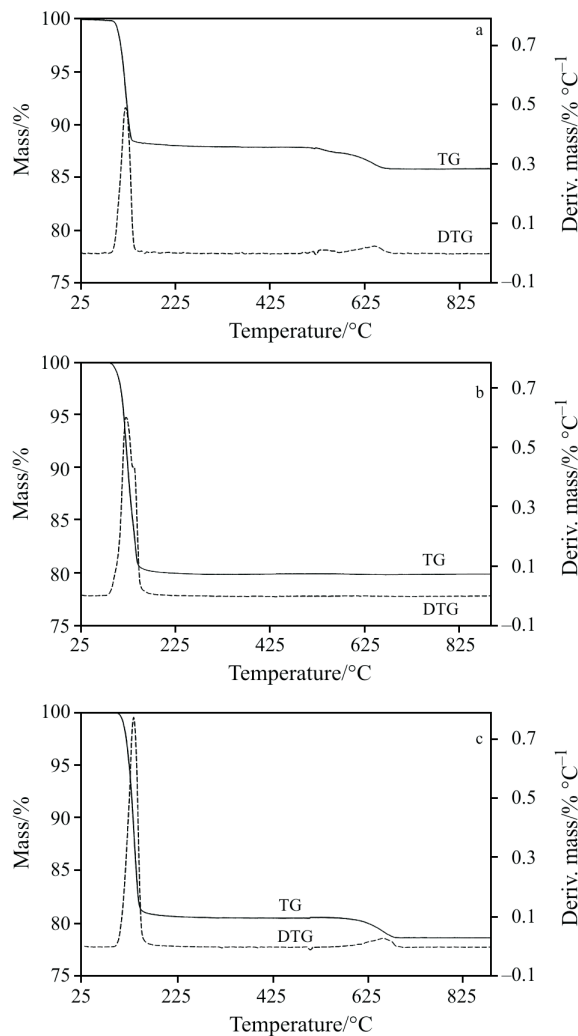 100
95
90
85
80
75
Mass/%
a
0.7
0.5
0.3
0.1
–0.1
Deriv. mass/% °C⁻¹
TG
DTG
25 225 425 625 825
Temperature/°C
100
95
90
85
80
75
Mass/%
b
0.7
0.5
0.3
0.1
–0.1
Deriv. mass/% °C⁻¹
TG
DTG
25 225 425 625 825
Temperature/°C
100
95
90
85
80
75
Mass/%
c
0.7
0.5
0.3
0.1
–0.1
Deriv. mass/% °C⁻¹
TG
DTG
25 225 425 625 825
Temperature/°C